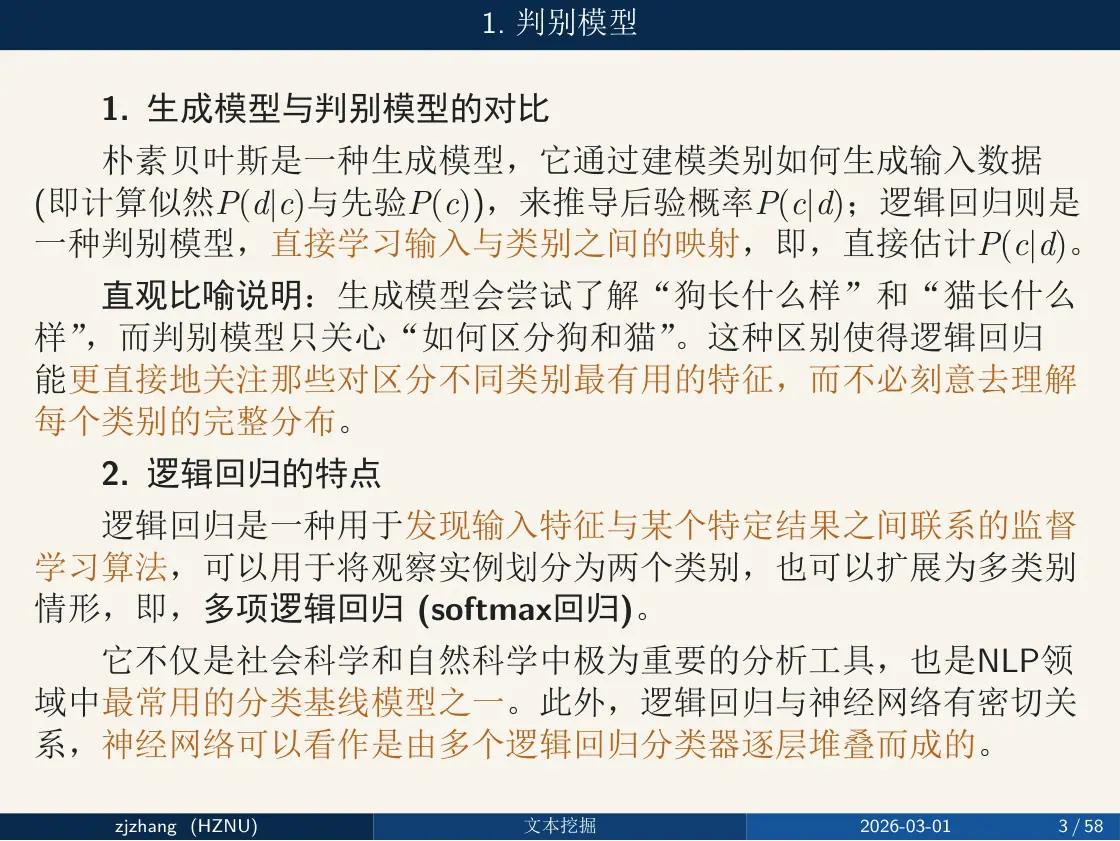 1. 判别模型
1. 生成模型与判别模型的对比
朴素贝叶斯是一种生成模型，它通过建模类别如何生成输入数据
(即计算似然P(d|c)与先验P(c))，来推导后验概率P(c|d)；逻辑回归则是
一种判别模型，直接学习输入与类别之间的映射，即，直接估计P(c|d)。
直观比喻说明：生成模型会尝试了解“狗长什么样”和“猫长什么
样”，而判别模型只关心“如何区分狗和猫”。这种区别使得逻辑回归
能更直接地关注那些对区分不同类别最有用的特征，而不必刻意去理解
每个类别的完整分布。
2. 逻辑回归的特点
逻辑回归是一种用于发现输入特征与某个特定结果之间联系的监督
学习算法，可以用于将观察实例划分为两个类别，也可以扩展为多类别
情形，即，多项逻辑回归 (softmax回归)。
它不仅是社会科学和自然科学中极为重要的分析工具，也是NLP领
域中最常用的分类基线模型之一。此外，逻辑回归与神经网络有密切关
系，神经网络可以看作是由多个逻辑回归分类器逐层堆叠而成的。
zjzhang (HZNU) 文本挖掘 2026-03-01 3 / 58